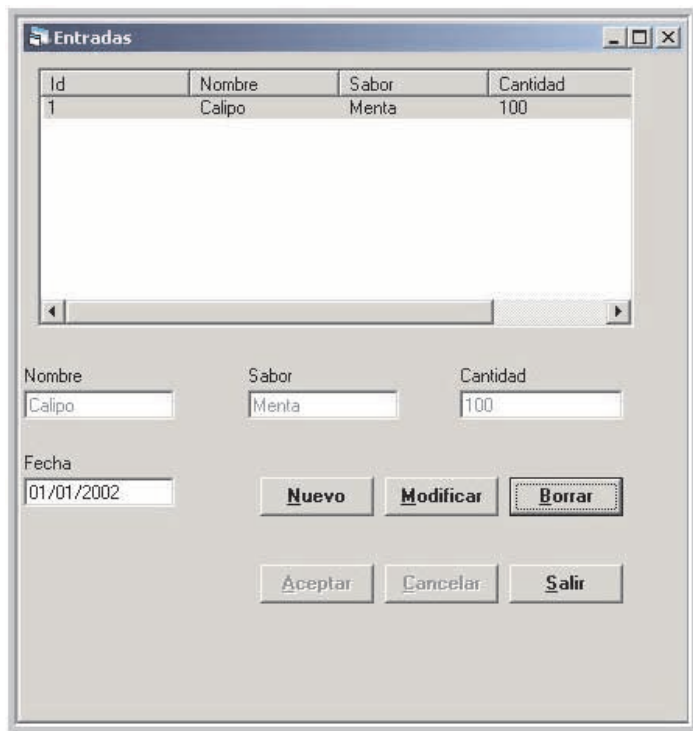 Entradas
Id Nombre Sabor Cantidad
1 Calipo Menta 100
Nombre Sabor Cantidad
Calipo Menta 100
Fecha
01/01/2002
Nuevo Modificar Borrar
Aceptar Cancelar Salir